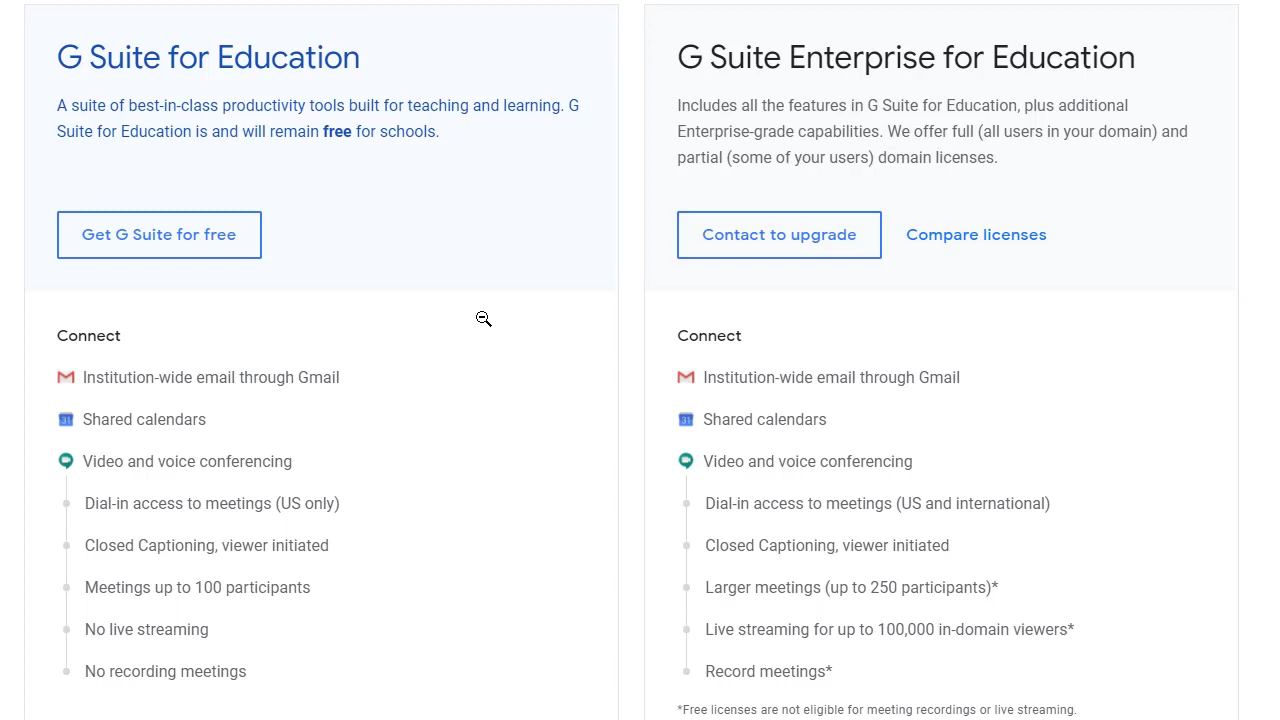 G Suite for Education
A suite of best-in-class productivity tools built for teaching and learning. G
Suite for Education is and will remain free for schools.
Get G Suite for free
Connect
Institution-wide email through Gmail
31 Shared calendars
Video and voice conferencing
Dial-in access to meetings (US only)
Closed Captioning, viewer initiated
Meetings up to 100 participants
No live streaming
No recording meetings
G Suite Enterprise for Education
Includes all the features in G Suite for Education, plus additional
Enterprise-grade capabilities. We offer full (all users in your domain) and
partial (some of your users) domain licenses.
Contact to upgrade Compare licenses
Connect
Institution-wide email through Gmail
31 Shared calendars
Video and voice conferencing
Dial-in access to meetings (US and international)
Closed Captioning, viewer initiated
Larger meetings (up to 250 participants)*
Live streaming for up to 100,000 in-domain viewers*
Record meetings*
*Free licenses are not eligible for meeting recordings or live streaming.